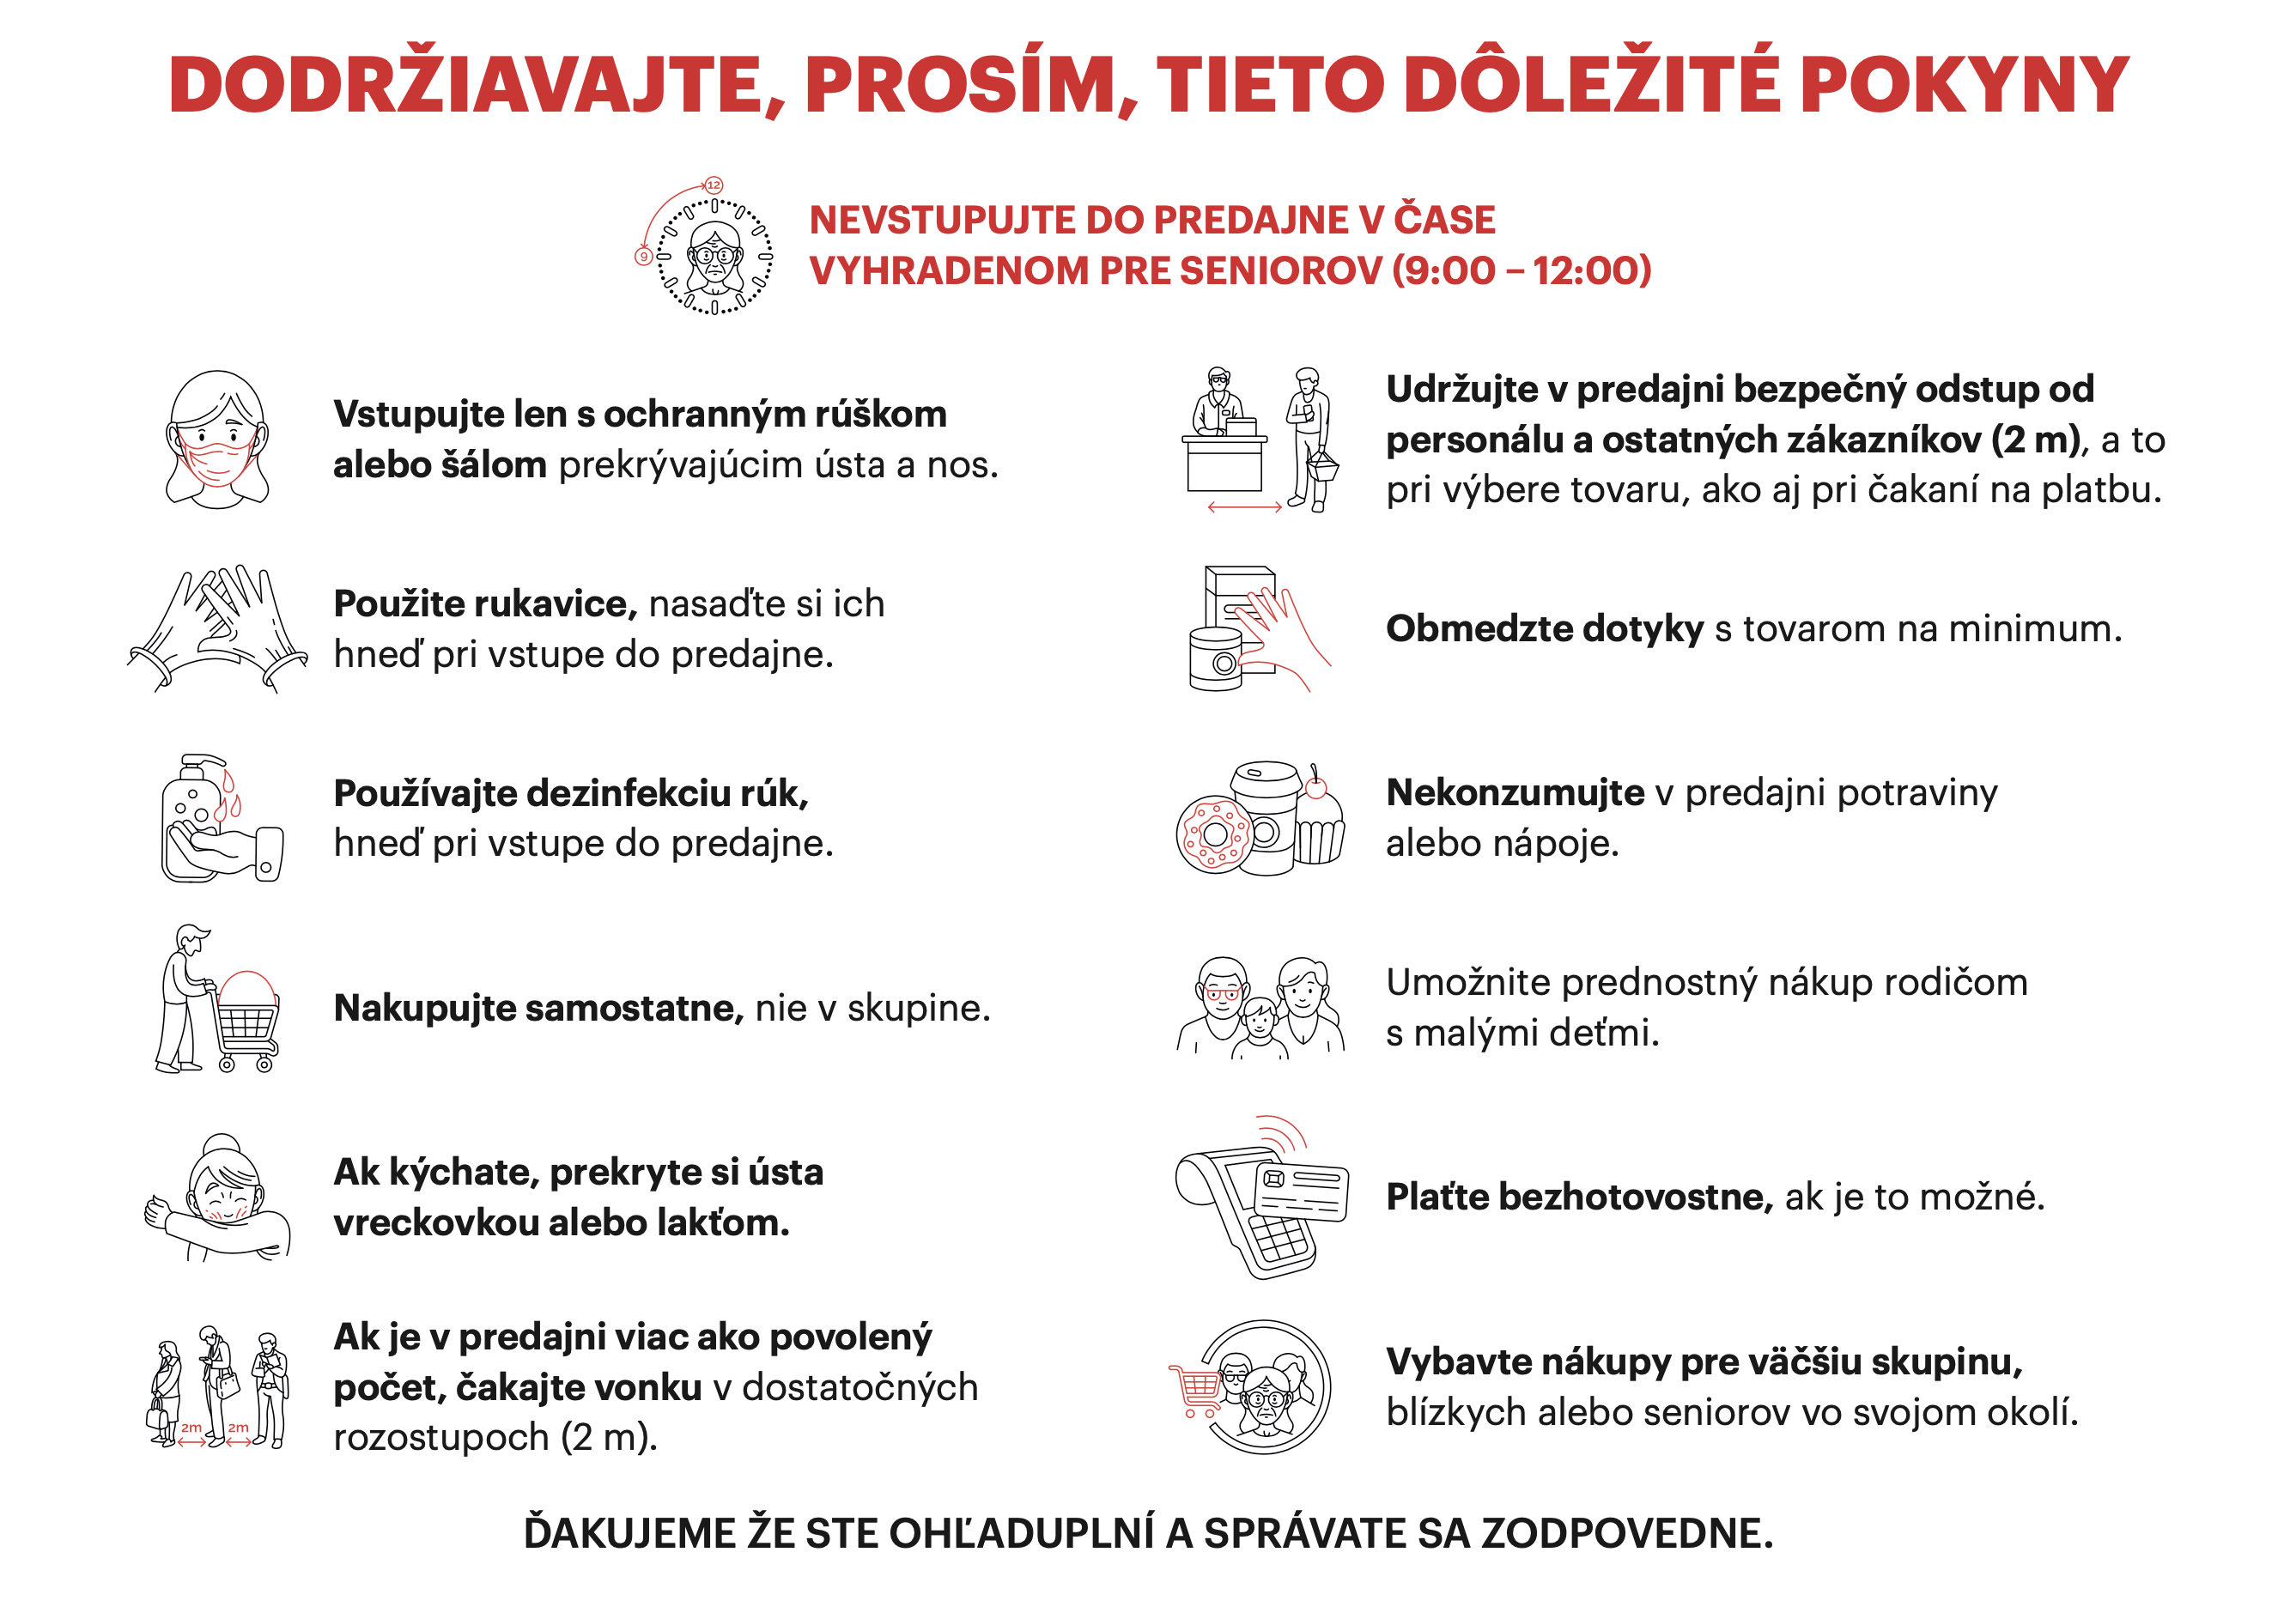 DODRŽIAVAJTE, PROSÍM, TIETO DÔLEŽITÉ POKYNY
12
9
NEVSTUPUJTE DO PREDAJNE V ČASE
VYHRADENOM PRE SENIOROV (9:00 – 12:00)
Vstupujte len s ochranným rúškom
alebo šálom prekrývajúcim ústa a nos.
Použite rukavice, nasaďte si ich
hneď pri vstupe do predajne.
Používajte dezinfekciu rúk,
hneď pri vstupe do predajne.
Nakupujte samostatne, nie v skupine.
Ak kýchate, prekryte si ústa
vreckovkou alebo lakťom.
2m 2m
Ak je v predajni viac ako povolený
počet, čakajte vonku v dostatočných
rozostupoch (2 m).
Udržujte v predajni bezpečný odstup od
personálu a ostatných zákazníkov (2 m), a to
pri výbere tovaru, ako aj pri čakaní na platbu.
Obmedzte dotyky s tovarom na minimum.
Nekonzumujte v predajni potraviny
alebo nápoje.
Umožnite prednostný nákup rodičom
s malými deťmi.
Plaťte bezhotovostne, ak je to možné.
Vybavte nákupy pre väčšiu skupinu,
blízkych alebo seniorov vo svojom okolí.
ĎAKUJEME ŽE STE OHĽADUPLNÍ A SPRÁVATE SA ZODPOVEDNE.